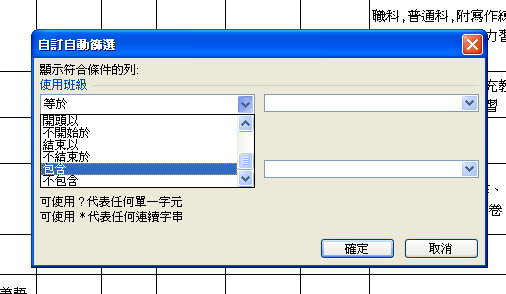 職科,普通科,附寫作練
力習
自訂自動篩選
顯示符合條件的列:
使用班級
等於
開頭以
不開始於
結束以
不結束於
包含
不包含
可使用 ? 代表任何單一字元
可使用 * 代表任何連續字串
確定
取消
習
、
卷